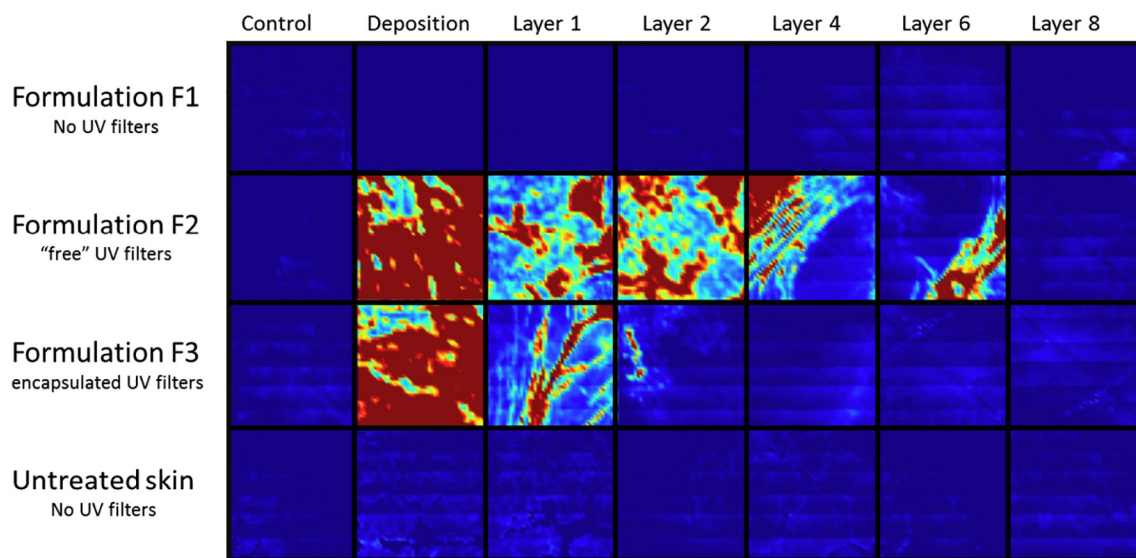 Control Deposition Layer 1 Layer 2 Layer 4 Layer 6 Layer 8
Formulation F1
No UV filters
Formulation F2
“free” UV filters
Formulation F3
encapsulated UV filters
Untreated skin
No UV filters